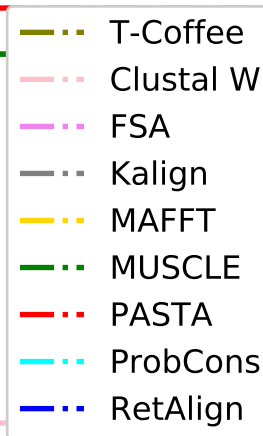 T-Coffee
Clustal W
FSA
Kalign
MAFFT
MUSCLE
PASTA
ProbCons
RetAlign